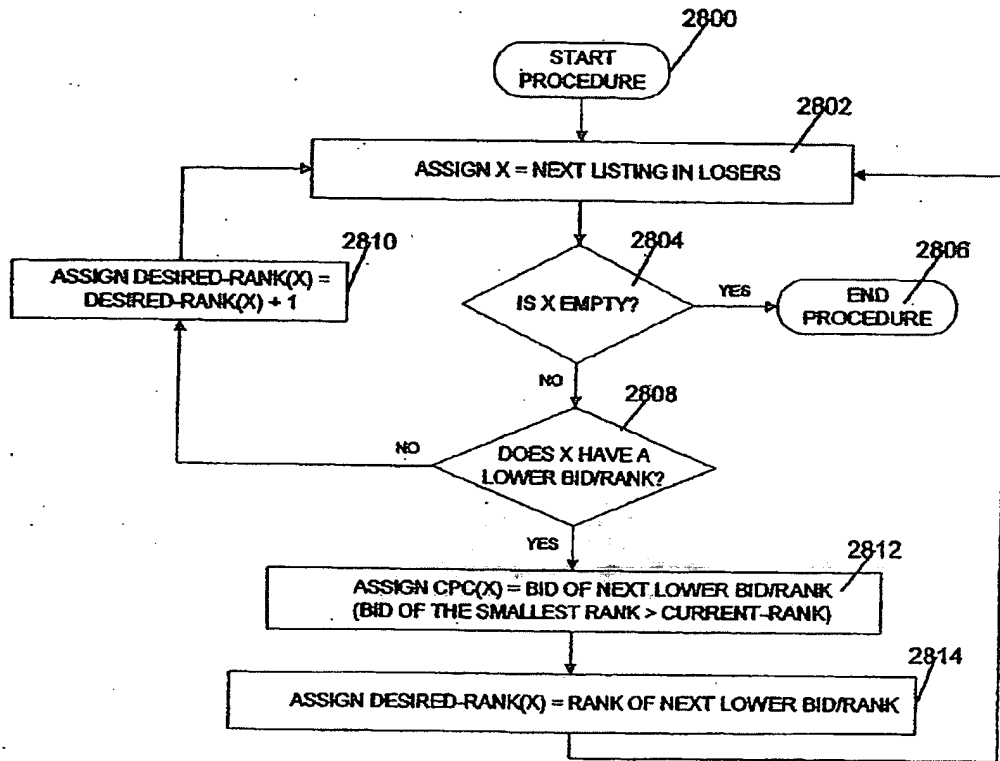 2800
START
PROCEDURE
2802
ASSIGN X = NEXT LISTING IN LOSERS
2810
ASSIGN DESIRED-RANK(X) =
DESIRED-RANK(X) + 1
2804
IS X EMPTY?
YES
2806
END
PROCEDURE
NO
2808
NO
DOES X HAVE A
LOWER BID/RANK?
YES
2812
ASSIGN CPC(X) = BID OF NEXT LOWER BID/RANK
(BID OF THE SMALLEST RANK > CURRENT-RANK)
2814
ASSIGN DESIRED-RANK(X) = RANK OF NEXT LOWER BID/RANK